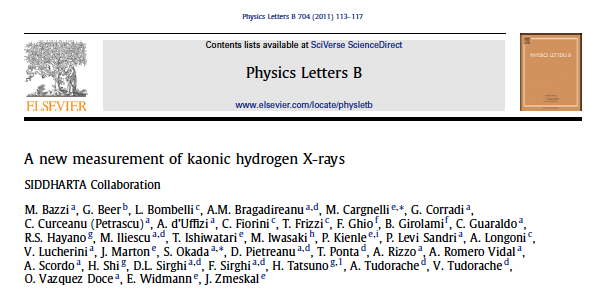 Physics Letters B 704 (2011) 113–117
Contents lists available at SciVerse ScienceDirect
Physics Letters B
www.elsevier.com/locate/physletb
ELSEVIER
PHYSICS LETTERS B
A new measurement of kaonic hydrogen X-rays
SIDDHARTA Collaboration
M. Bazzi a, G. Beer b, L. Bombelli c, A.M. Bragadireanu a,d, M. Cargnelli e,*, G. Corradi a,
C. Curceanu (Petrascu) a, A. d'Uffizi a, C. Fiorini c, T. Frizzi c, F. Ghio f, B. Girolami f, C. Guaraldo a,
R.S. Hayano g, M. Iliescu a,d, T. Ishiwatari e, M. Iwasaki h, P. Kienle e,i, P. Levi Sandri a, A. Longoni c,
V. Lucherini a, J. Marton e, S. Okada a,*, D. Pietreanu a,d, T. Ponta d, A. Rizzo a, A. Romero Vidal a,
A. Scordo a, H. Shi g, D.L. Sirghi a,d, F. Sirghi a,d, H. Tatsuno g,1, A. Tudorache d, V. Tudorache d,
O. Vazquez Doce a, E. Widmann e, J. Zmeskal e